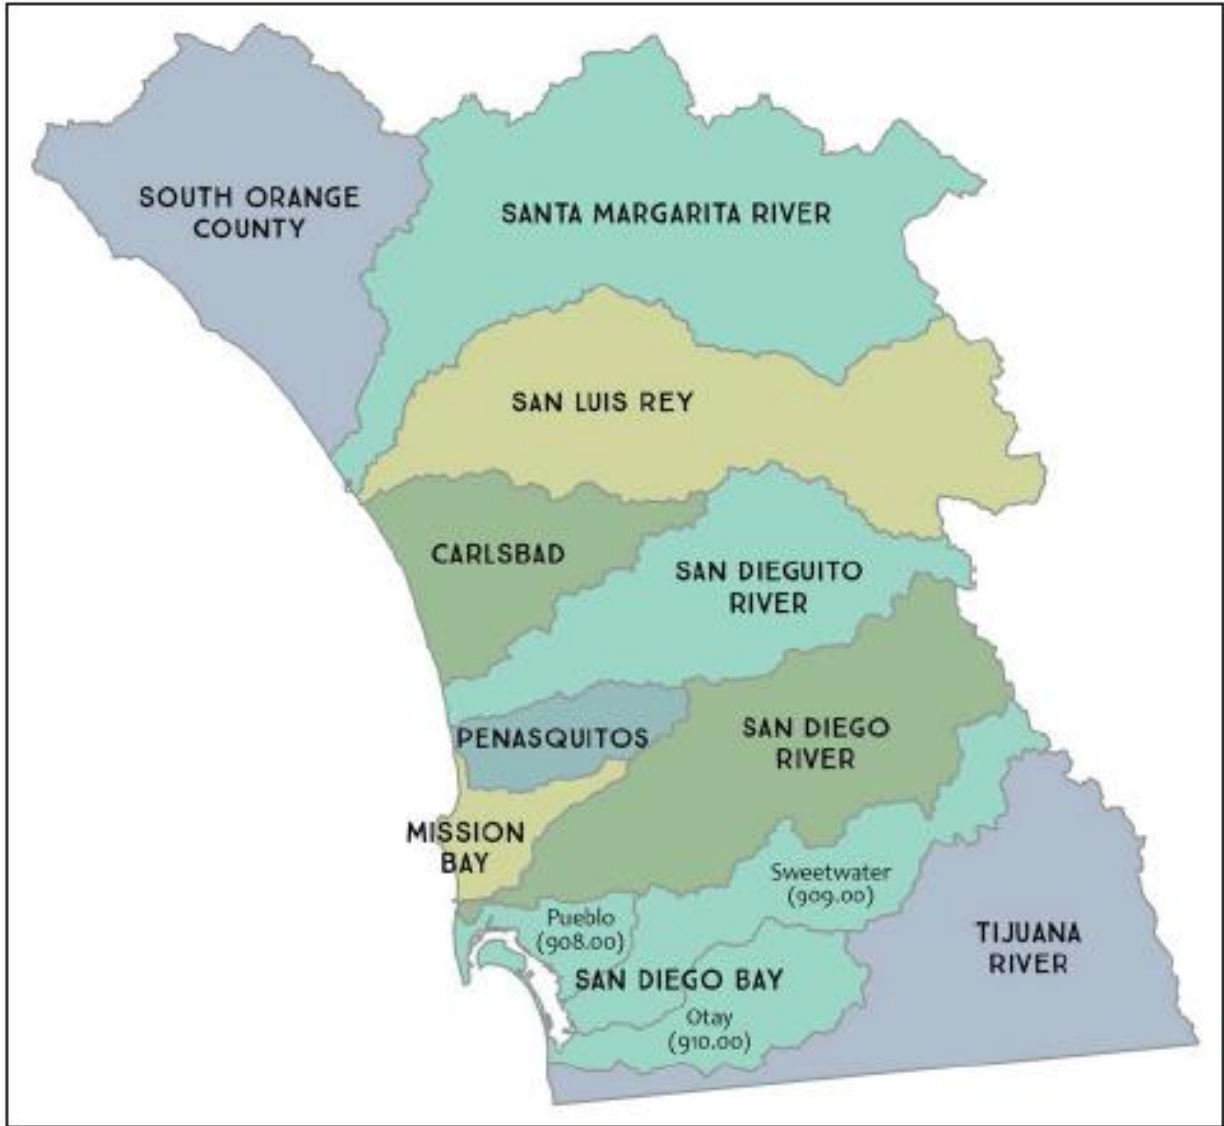 SOUTH ORANGE
COUNTY
SANTA MARGARITA RIVER
SAN LUIS REY
CARLSBAD
SAN DIEGUITO
RIVER
PENASQUITOS
SAN DIEGO
RIVER
MISSION
BAY
Sweetwater
(909.00)
Pueblo
(908.00)
TIJUANA
RIVER
SAN DIEGO BAY
Otay
(910.00)